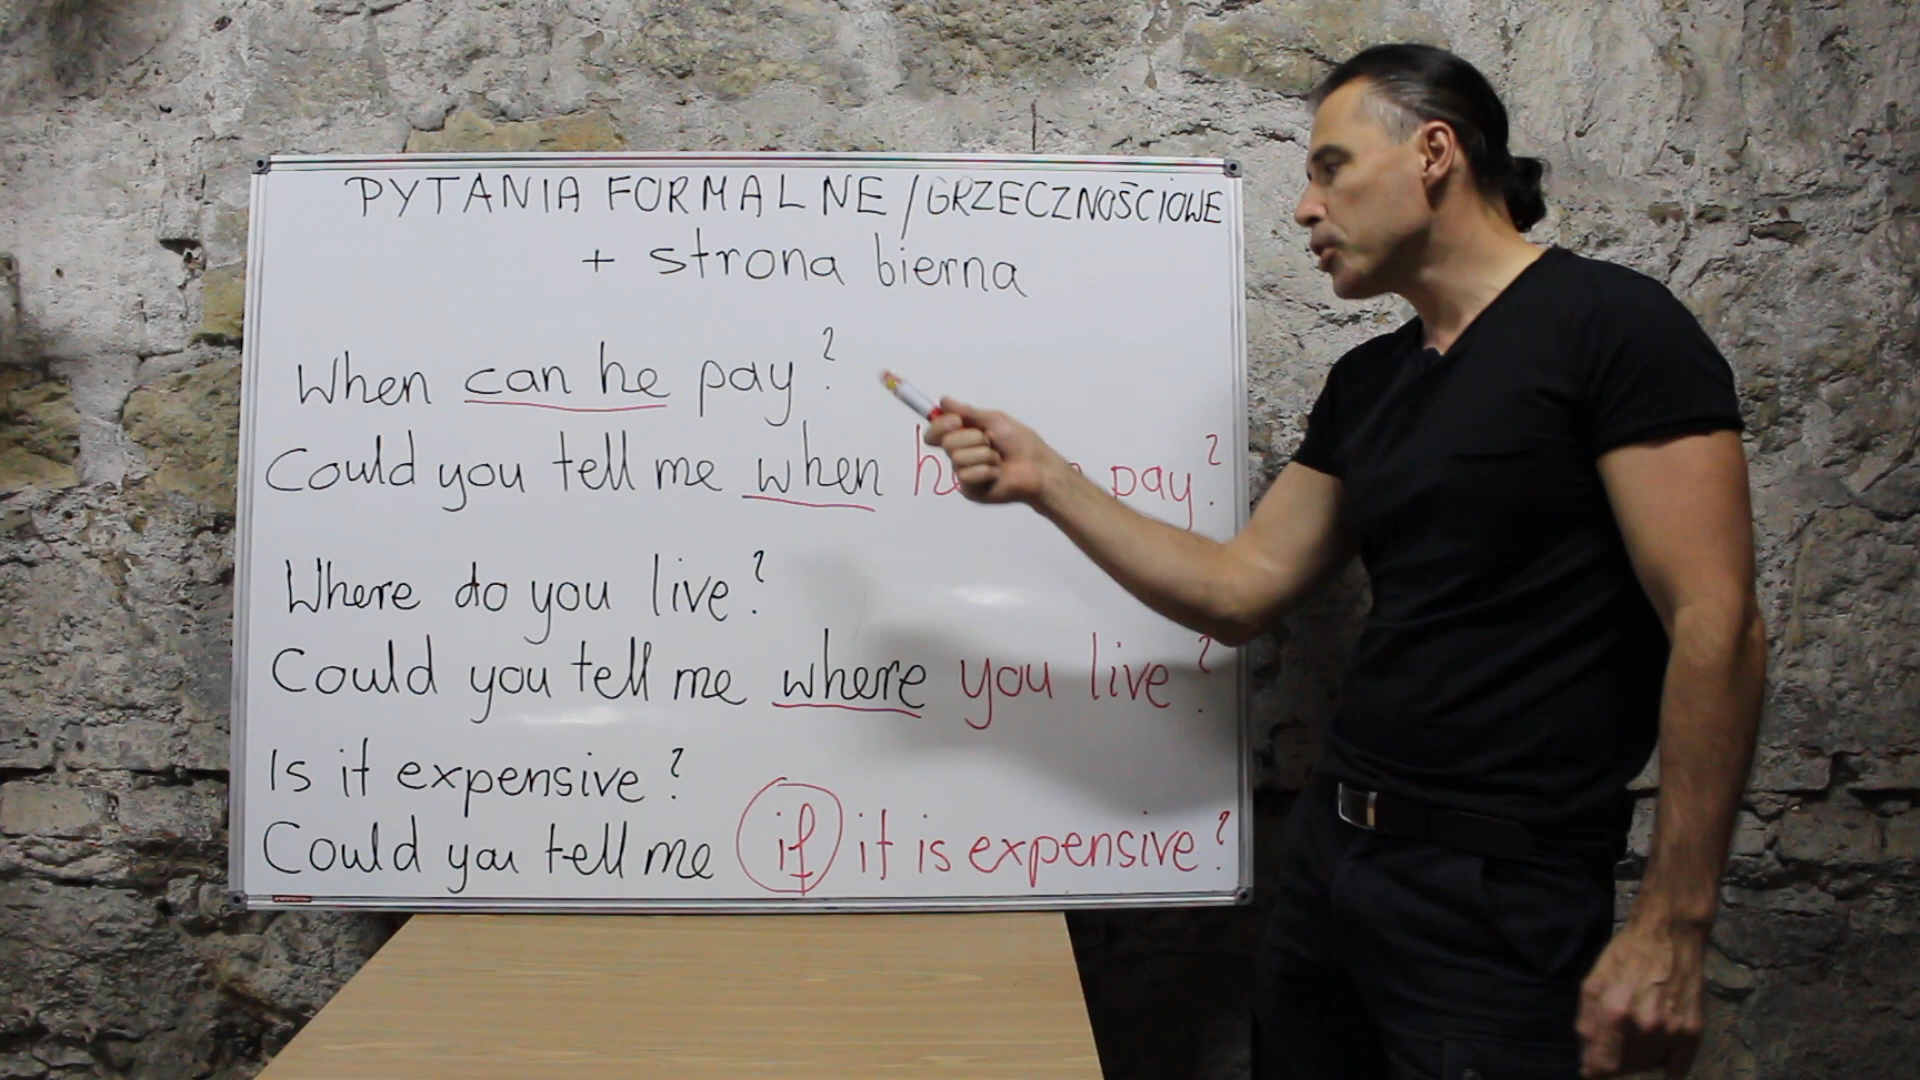 PYTANIA FORMALNE / GRZECZNOŚCIOWE
+ strona bierna
When can he pay?
Could you tell me when pay?
Where do you live?
Could you tell me where you live?
Is it expensive?
Could you tell me if it is expensive?